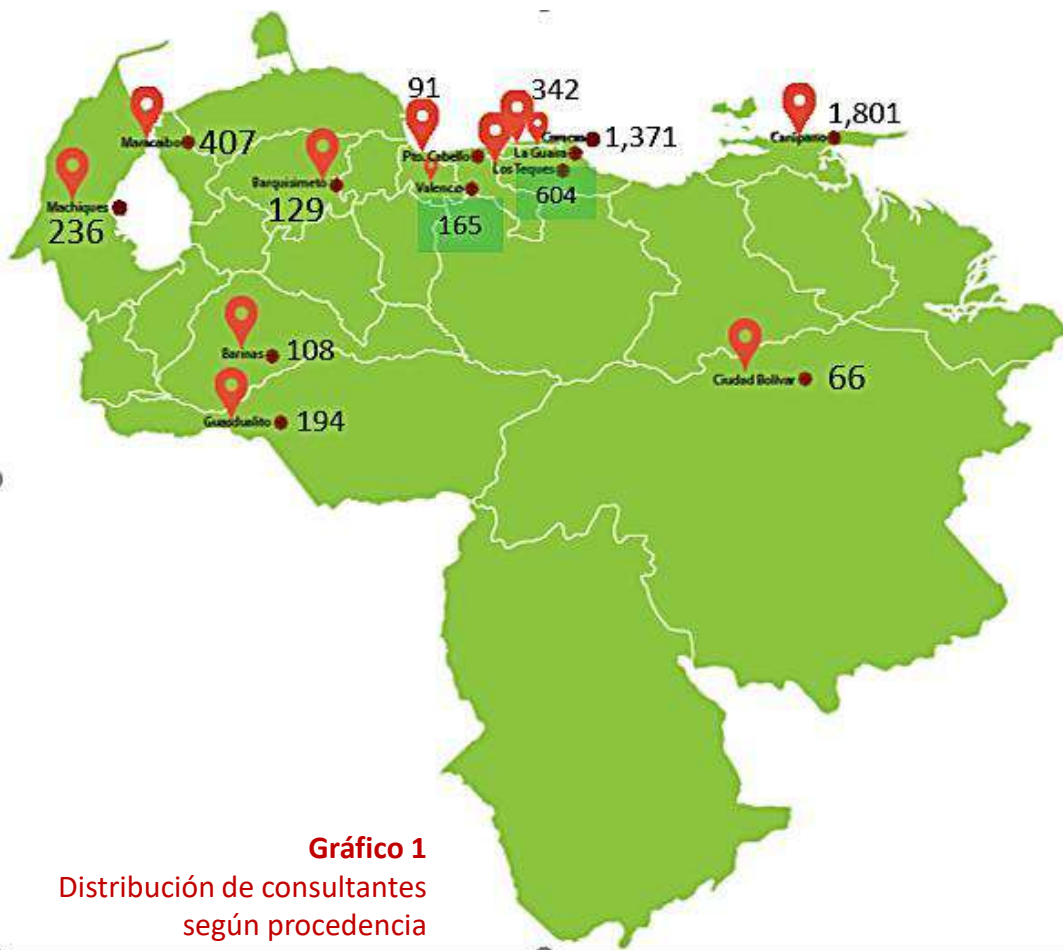 91
342
1,801
Maracaibo
407
Caracas
1,371
Carúpano
Pto. Cabello
La Guaira
Los Teques
Barquisimeto
Valencia
604
Machiques
129
236
165
Barinas
108
Ciudad Bolívar
66
Guasdualito
194
Gráfico 1
Distribución de consultantes
según procedencia